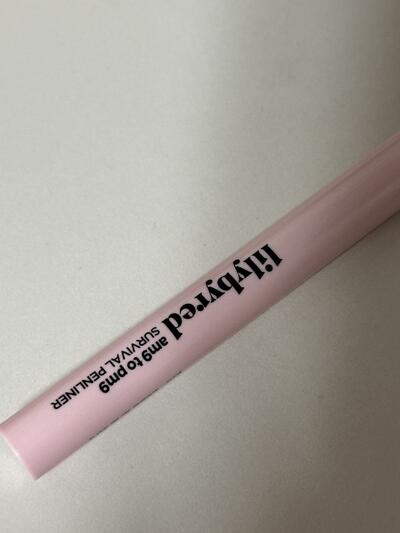 lilybyred
am9 to pm9
SURVIVAL PENLINER